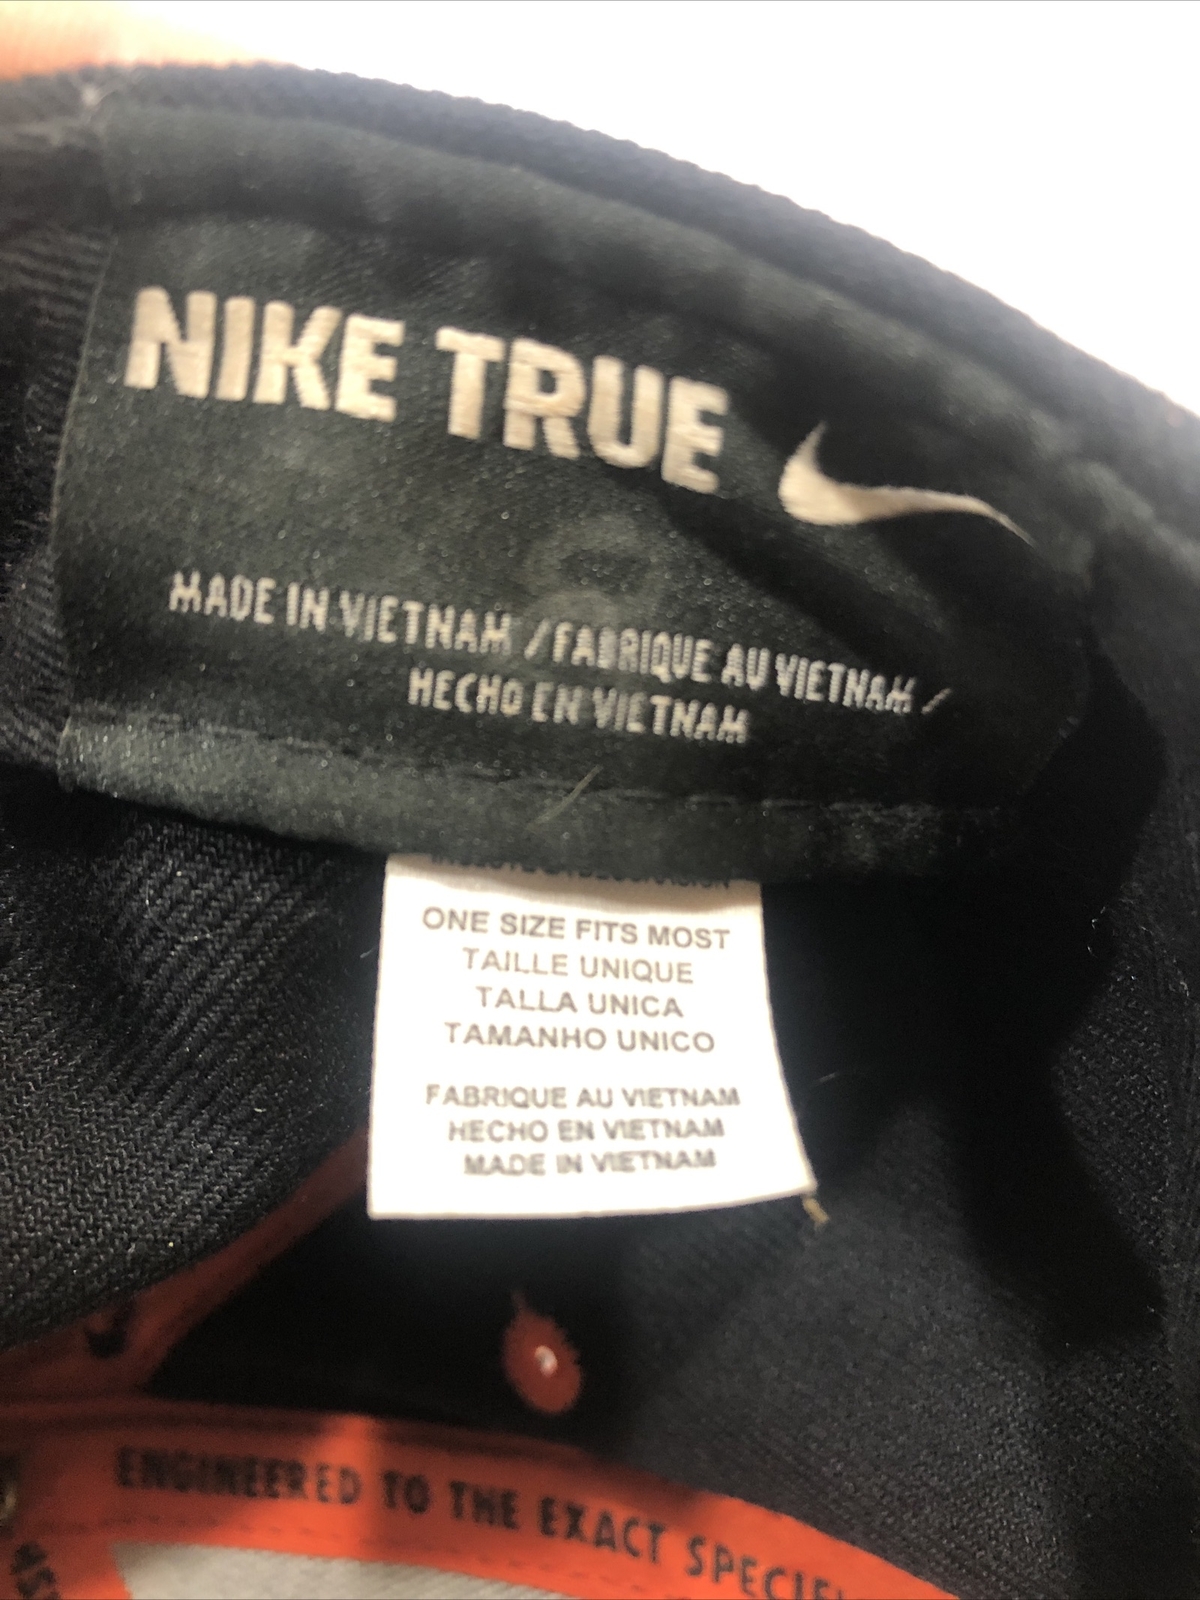 NIKE TRUE
MADE IN VIETNAM / FABRIQUE AU VIETNAM /
HECHO EN VIETNAM
ONE SIZE FITS MOST
TAILLE UNIQUE
TALLA UNICA
TAMANHO UNICO
FABRIQUE AU VIETNAM
HECHO EN VIETNAM
MADE IN VIETNAM
ENGINEERED TO THE EXACT SPECIFI